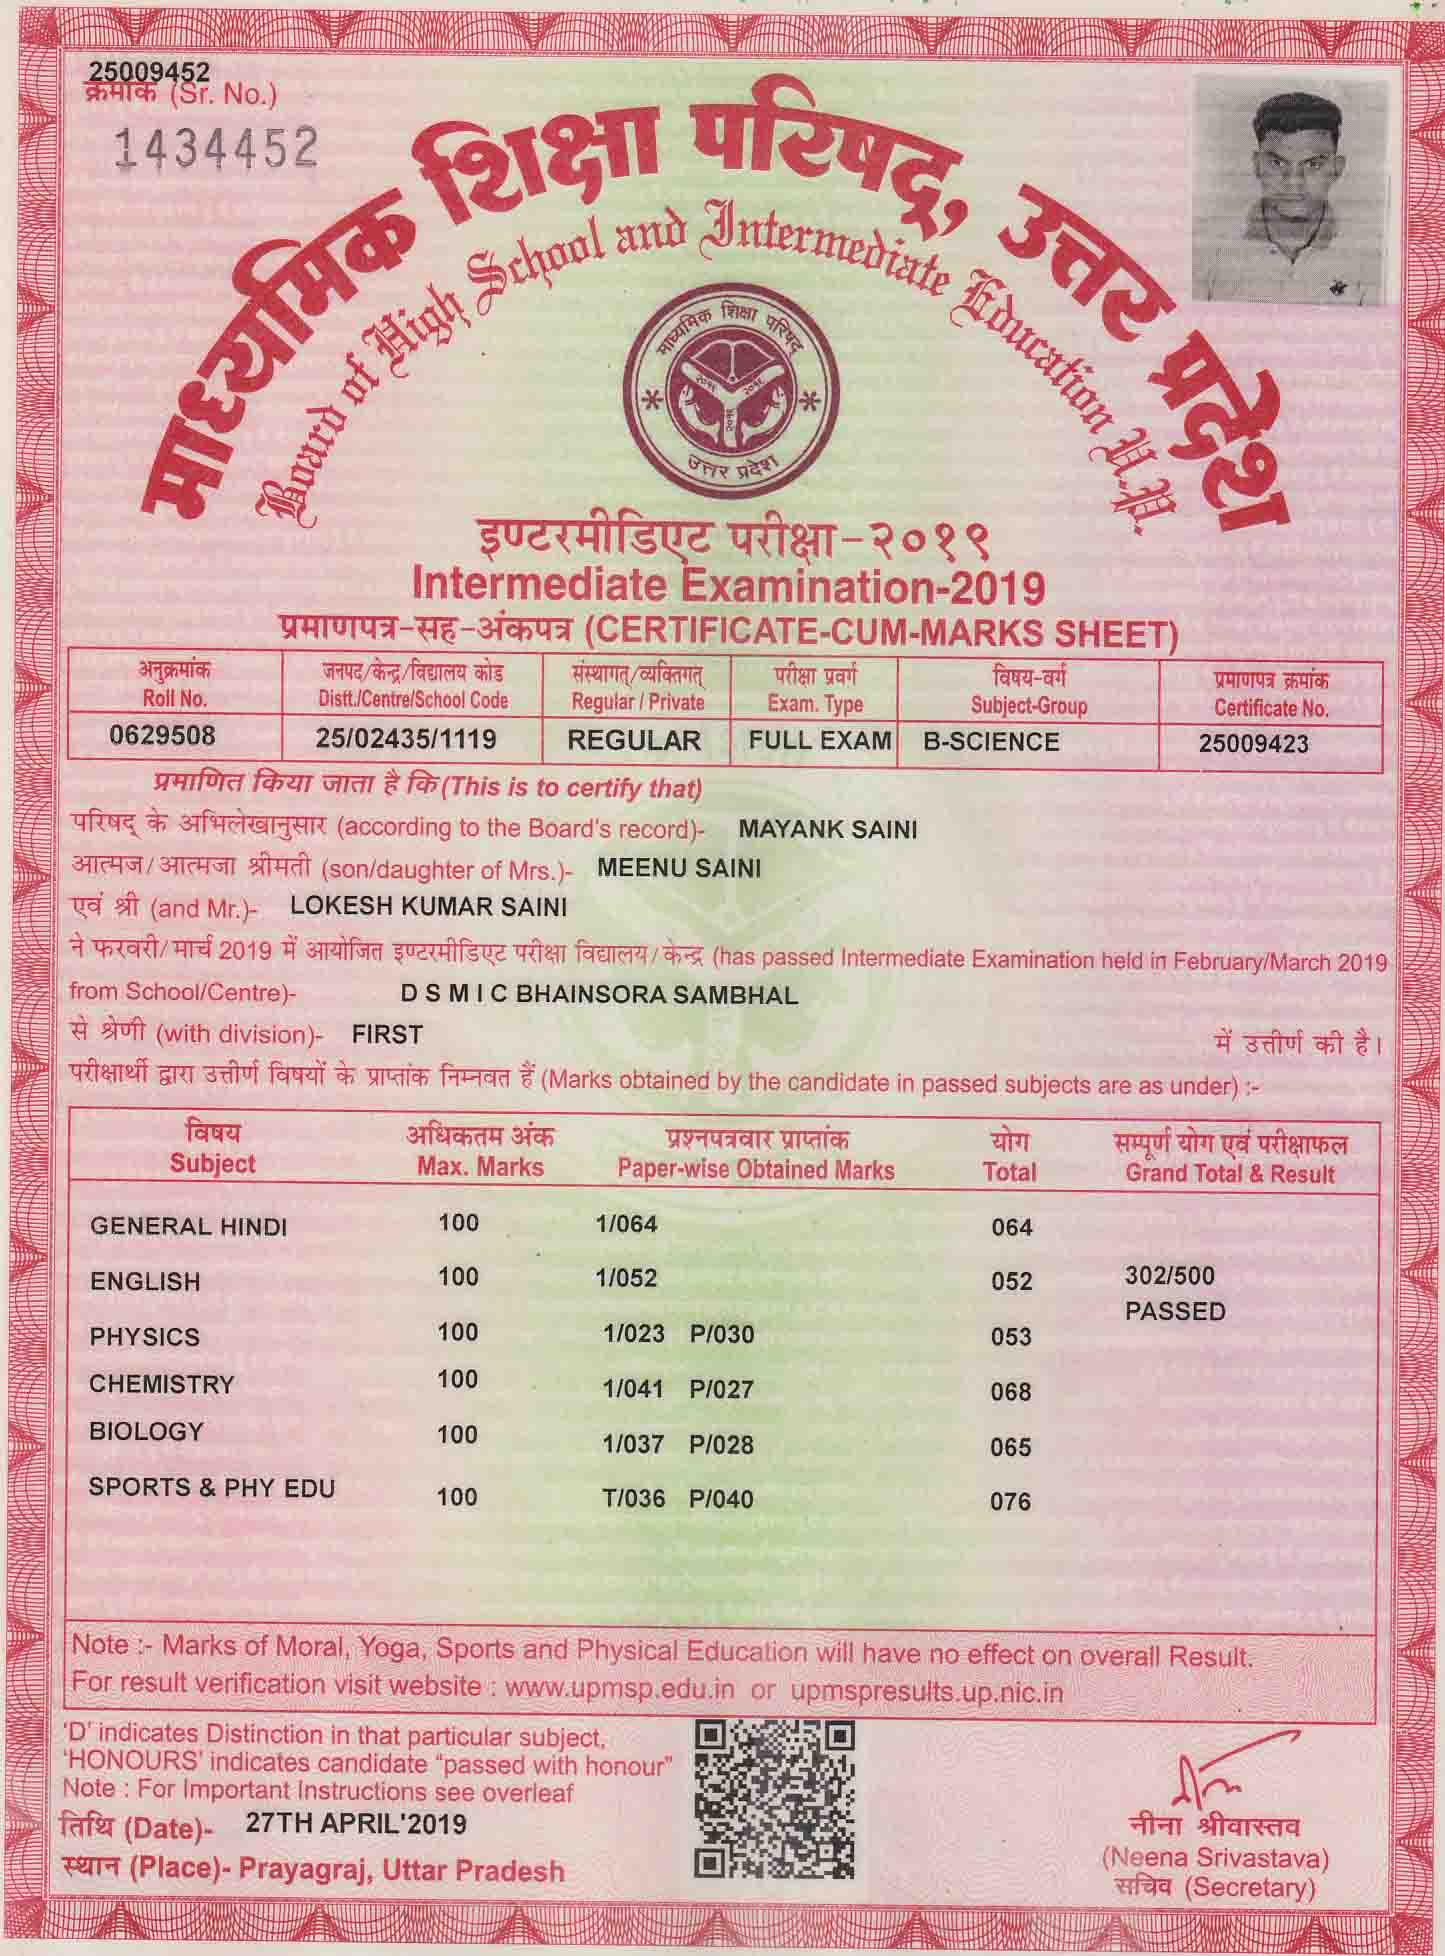 25009452
क्रमांक (Sr. No.)
1434452
माध्यमिक शिक्षा परिषद्, उत्तर प्रदेश
Board of High School and Intermediate Education U.P.
माध्यमिक शिक्षा परिषद्
उत्तर प्रदेश
इण्टरमीडिएट परीक्षा-२०१९
Intermediate Examination-2019
प्रमाणपत्र-सह-अंकपत्र (CERTIFICATE-CUM-MARKS SHEET)
अनुक्रमांक जनपद/केन्द्र/विद्यालय कोड संस्थागत्/व्यक्तिगत् परीक्षा प्रवर्ग विषय-वर्ग प्रमाणपत्र क्रमांक
Roll No. Distt./Centre/School Code Regular / Private Exam. Type Subject-Group Certificate No.
0629508 25/02435/1119 REGULAR FULL EXAM B-SCIENCE 25009423
प्रमाणित किया जाता है कि (This is to certify that)
परिषद् के अभिलेखानुसार (according to the Board's record)- MAYANK SAINI
आत्मज/आत्मजा श्रीमती (son/daughter of Mrs.)- MEENU SAINI
एवं श्री (and Mr.)- LOKESH KUMAR SAINI
ने फरवरी/मार्च 2019 में आयोजित इण्टरमीडिएट परीक्षा विद्यालय/केन्द्र (has passed Intermediate Examination held in February/March 2019
from School/Centre)- D S M I C BHAINSORA SAMBHAL
से श्रेणी (with division)- FIRST में उत्तीर्ण की है।
परीक्षार्थी द्वारा उत्तीर्ण विषयों के प्राप्तांक निम्नवत हैं (Marks obtained by the candidate in passed subjects are as under) :-
विषय अधिकतम अंक प्रश्नपत्रवार प्राप्तांक योग सम्पूर्ण योग एवं परीक्षाफल
Subject Max. Marks Paper-wise Obtained Marks Total Grand Total & Result
GENERAL HINDI 100 1/064 064
ENGLISH 100 1/052 052 302/500
PASSED
PHYSICS 100 1/023 P/030 053
CHEMISTRY 100 1/041 P/027 068
BIOLOGY 100 1/037 P/028 065
SPORTS & PHY EDU 100 T/036 P/040 076
Note :- Marks of Moral, Yoga, Sports and Physical Education will have no effect on overall Result.
For result verification visit website : www.upmsp.edu.in or upmspresults.up.nic.in
'D' indicates Distinction in that particular subject,
'HONOURS' indicates candidate "passed with honour"
Note : For Important Instructions see overleaf
तिथि (Date)- 27TH APRIL'2019
स्थान (Place)- Prayagraj, Uttar Pradesh
नीना श्रीवास्तव
(Neena Srivastava)
सचिव (Secretary)